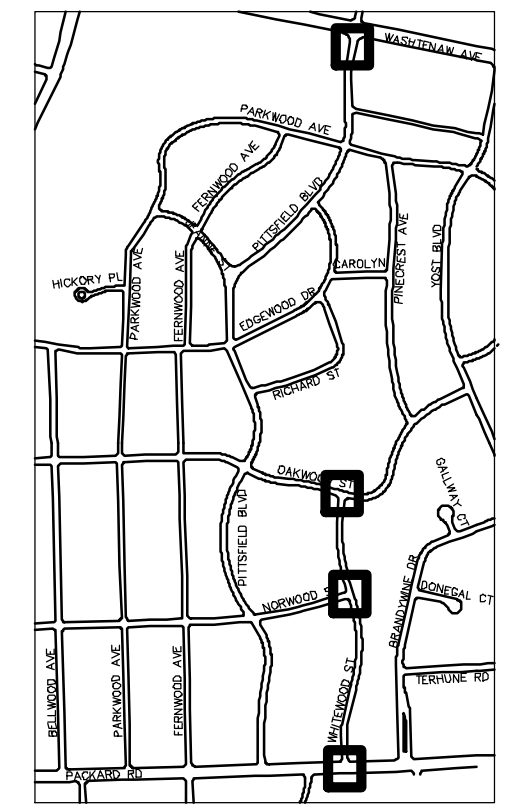 WASHTENAW AVE
PARKWOOD AVE
FERNWOOD AVE
PITTSFIELD BLVD
CAROLYN
PINECREST AVE
YOST BLVD
HICKORY PL
PARKWOOD AVE
FERNWOOD AVE
EDGEWOOD DR
RICHARD ST
OAKWOO ST
GALLWAY CT
PITTSFIELD BLVD
BRANDYWINE DR
DONEGAL CT
NORWOOD S
WHITEWOOD ST
TERHUNE RD
BELLWOOD AVE
PARKWOOD AVE
FERNWOOD AVE
PACKARD RD